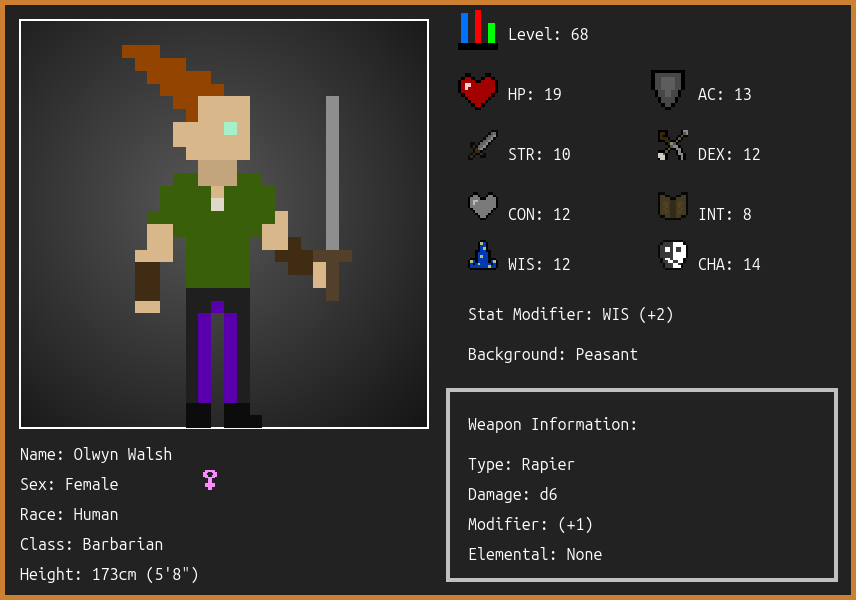 Level: 68
HP: 19
AC: 13
STR: 10
DEX: 12
CON: 12
INT: 8
WIS: 12
CHA: 14
Stat Modifier: WIS (+2)
Background: Peasant
Weapon Information:
Type: Rapier
Damage: d6
Modifier: (+1)
Elemental: None
Name: Olwyn Walsh
Sex: Female
Race: Human
Class: Barbarian
Height: 173cm (5'8")